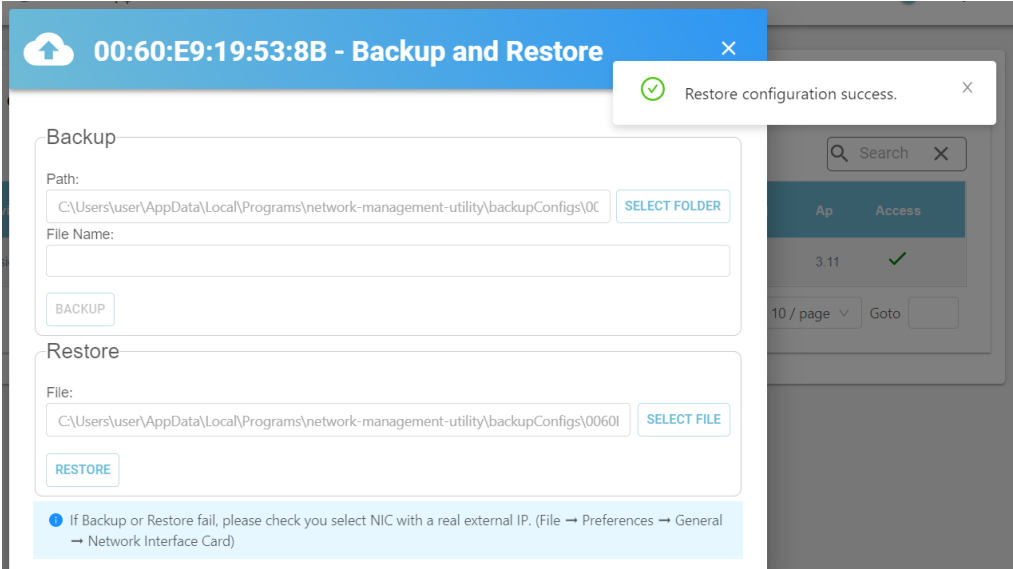 00:60:E9:19:53:8B - Backup and Restore
Restore configuration success.
Backup
Search
Path:
C:\Users\user\AppData\Local\Programs\network-management-utility\backupConfigs\00
SELECT FOLDER
Ap
Access
File Name:
3.11
BACKUP
10 / page
Goto
Restore
File:
C:\Users\user\AppData\Local\Programs\network-management-utility\backupConfigs\0060
SELECT FILE
RESTORE
If Backup or Restore fail, please check you select NIC with a real external IP. (File → Preferences → General
→ Network Interface Card)